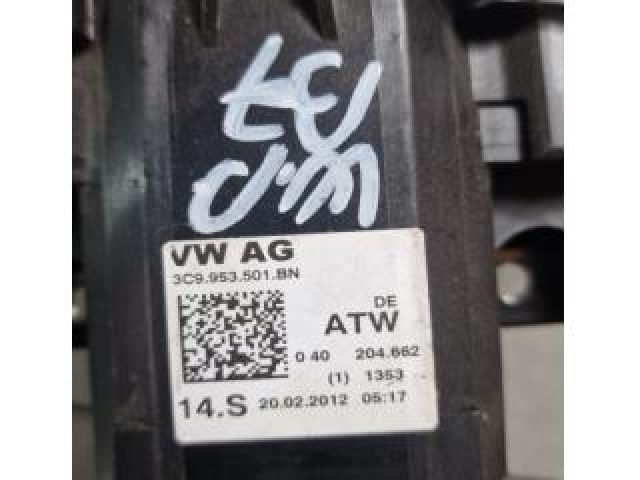 VW AG
3C9.953.501.BN
DE
ATW
0 40 204.662
(1) 1353
14.S 20.02.2012 05:17